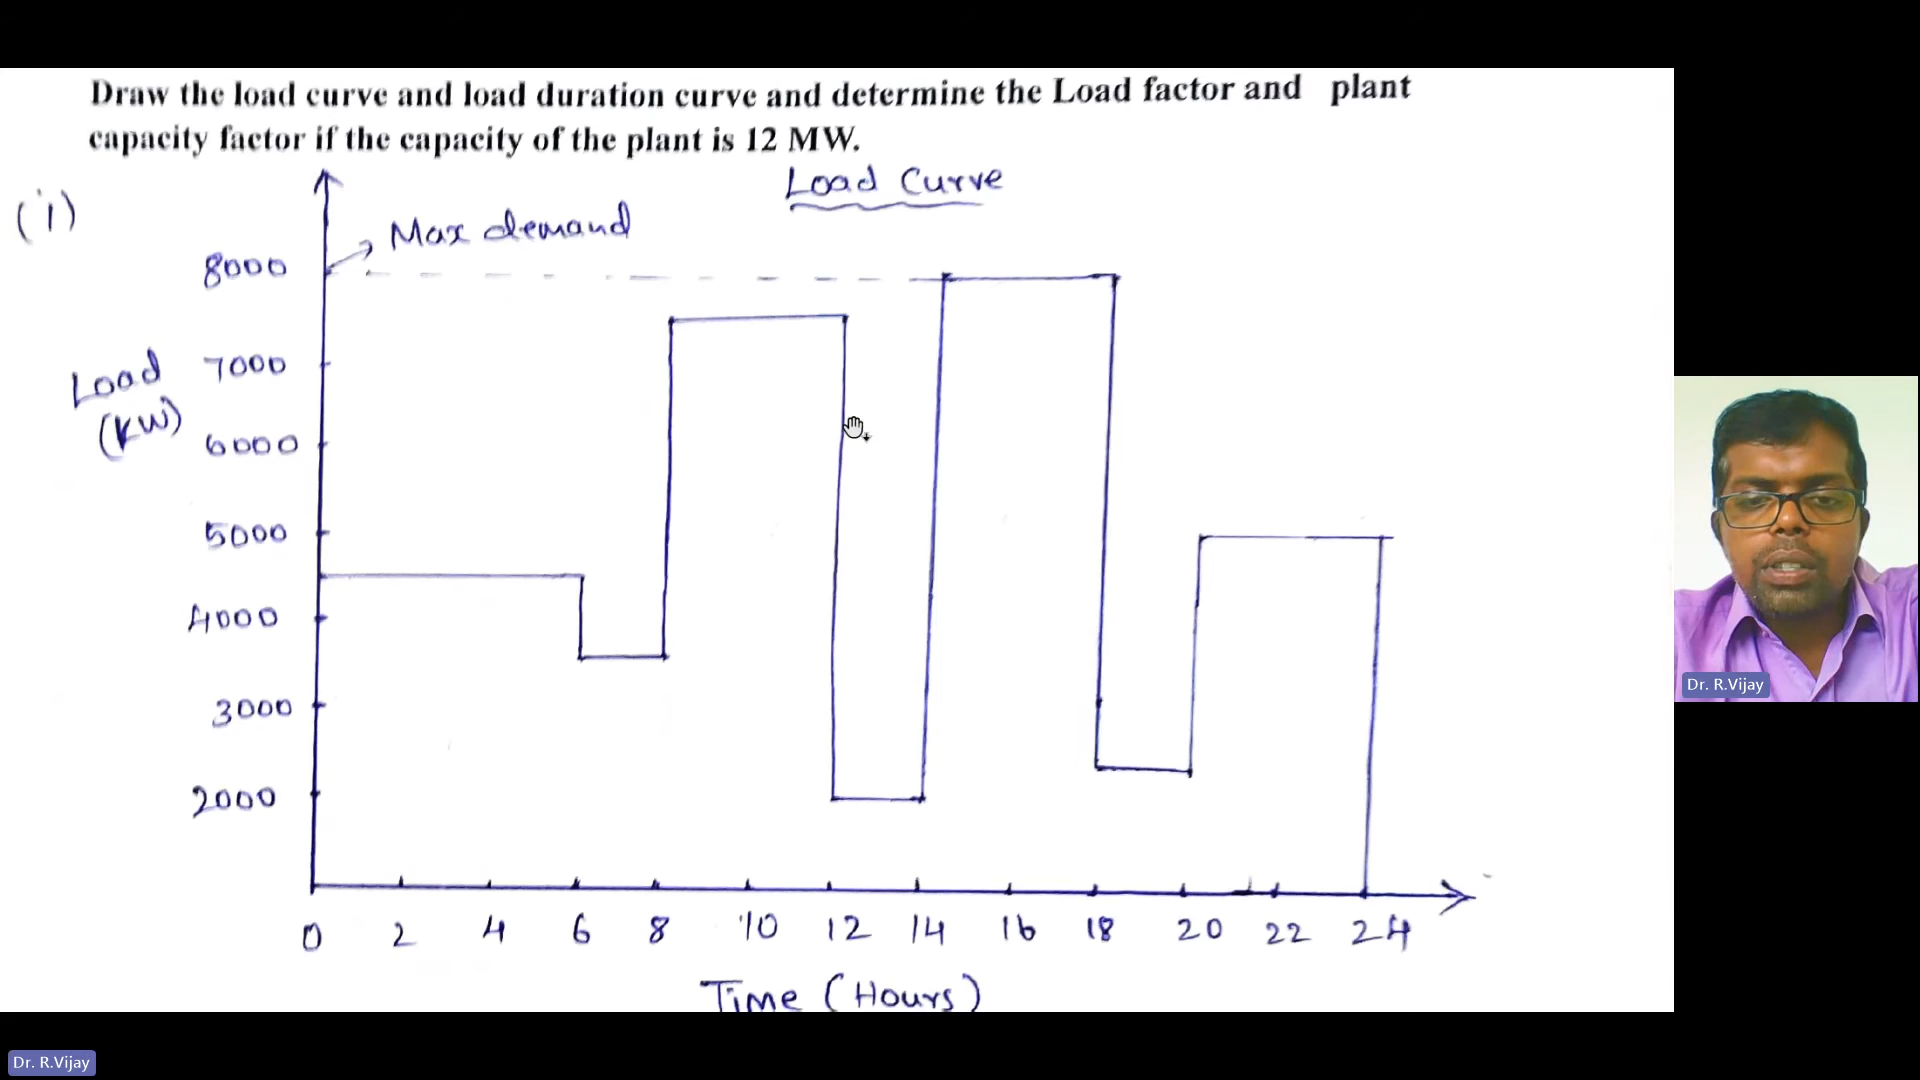 Draw the load curve and load duration curve and determine the Load factor and plant
capacity factor if the capacity of the plant is 12 MW.
(i)
Load Curve
Max demand
8000
7000
Load
(KW)
6000
5000
4000
3000
2000
0 2 4 6 8 10 12 14 16 18 20 22 24
Time (Hours)
Dr. R.Vijay
Dr. R.Vijay